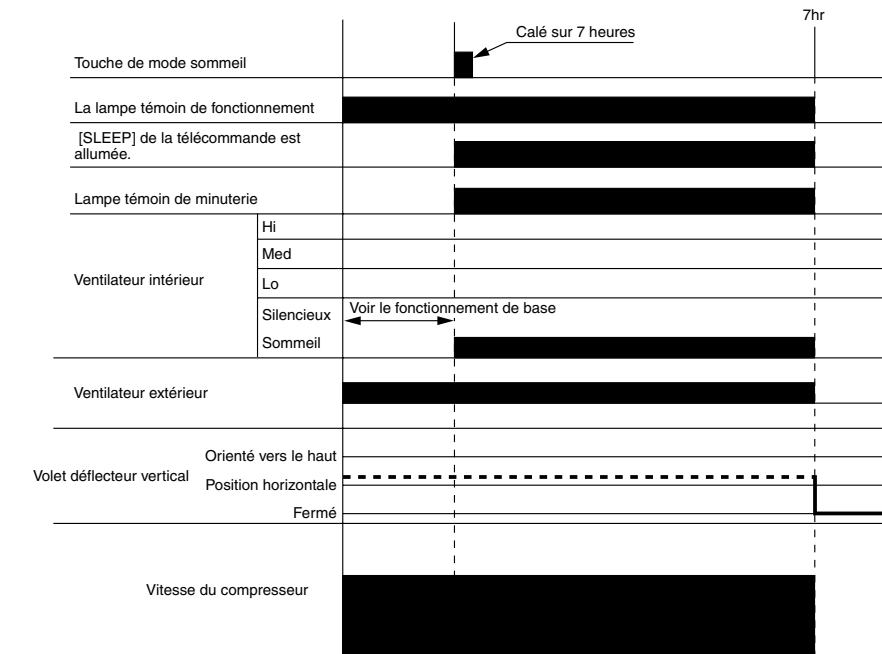 7hr
Calé sur 7 heures
Touche de mode sommeil
La lampe témoin de fonctionnement
[SLEEP] de la télécommande est
allumée.
Lampe témoin de minuterie
Ventilateur intérieur
Hi
Med
Lo
Silencieux
Voir le fonctionnement de base
Sommeil
Ventilateur extérieur
Volet déflecteur vertical
Orienté vers le haut
Position horizontale
Fermé
Vitesse du compresseur